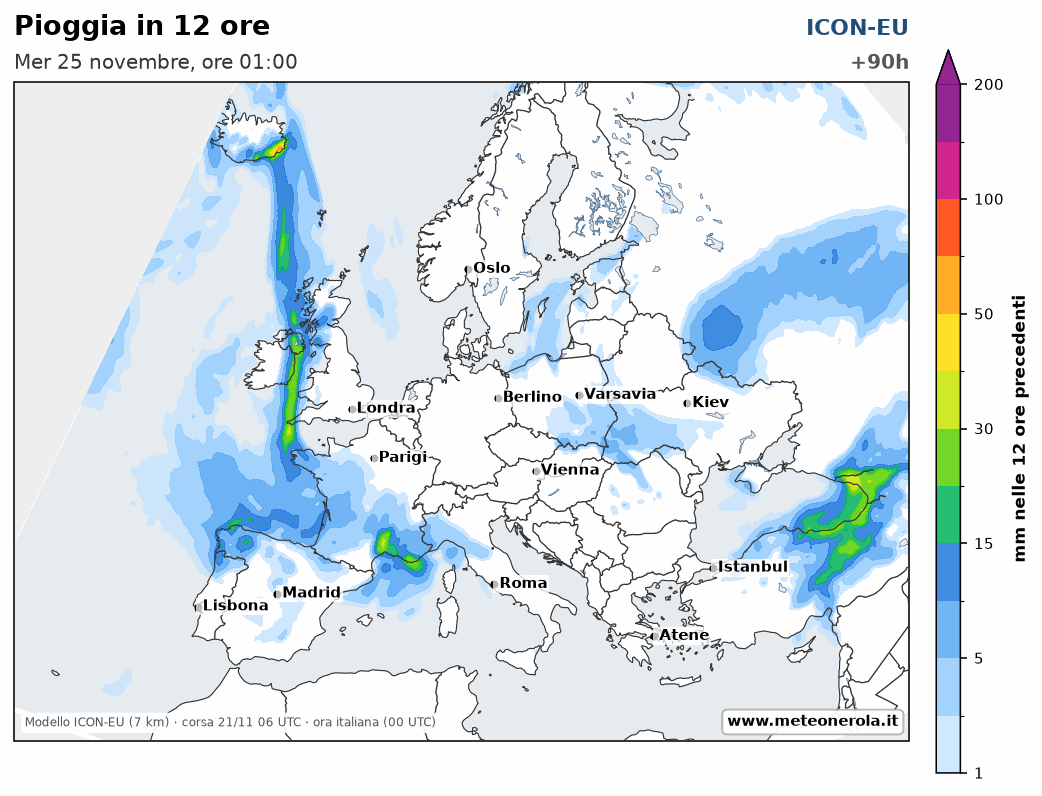 Pioggia in 12 ore
ICON-EU
Mer 25 novembre, ore 01:00
+90h
200
100
50
30
15
5
1
mm nelle 12 ore precedenti
Oslo
Berlino
Varsavia
Kiev
Londra
Parigi
Vienna
Istanbul
Roma
Madrid
Lisbona
Atene
Modello ICON-EU (7 km) · corsa 21/11 06 UTC · ora italiana (00 UTC)
www.meteonerola.it